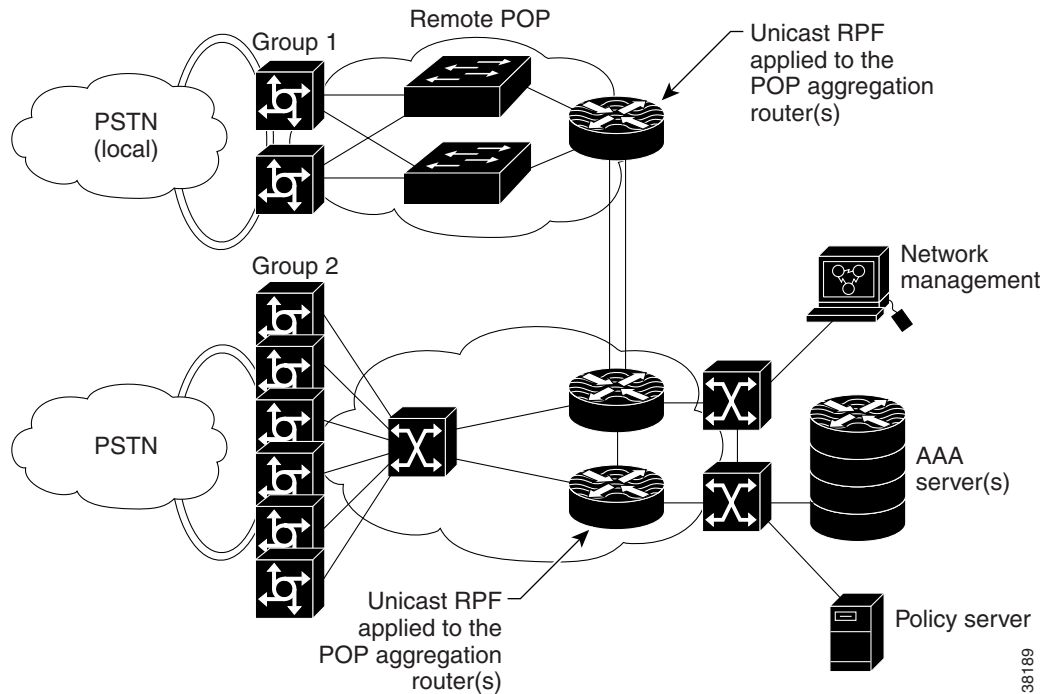 Remote POP
Group 1
Unicast RPF
applied to the
POP aggregation
router(s)
PSTN
(local)
Group 2
Network
management
PSTN
AAA
server(s)
Unicast RPF
applied to the
POP aggregation
router(s)
Policy server
38189